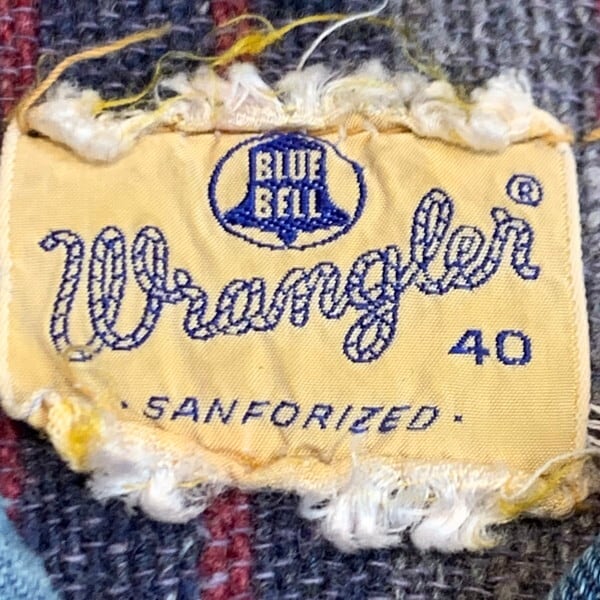 BLUE
BELL
Wrangler®
40
· SANFORIZED ·